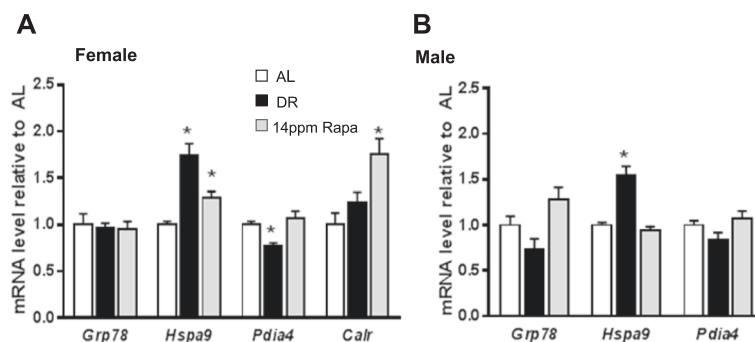 A
Female
mRNA level relative to AL
2.5
2.0
1.5
1.0
0.5
0.0
AL
DR
14ppm Rapa
*
*
*
*
Grp78 Hspa9 Pdia4 Calr
B
Male
mRNA level relative to AL
2.5
2.0
1.5
1.0
0.5
0.0
*
Grp78 Hspa9 Pdia4